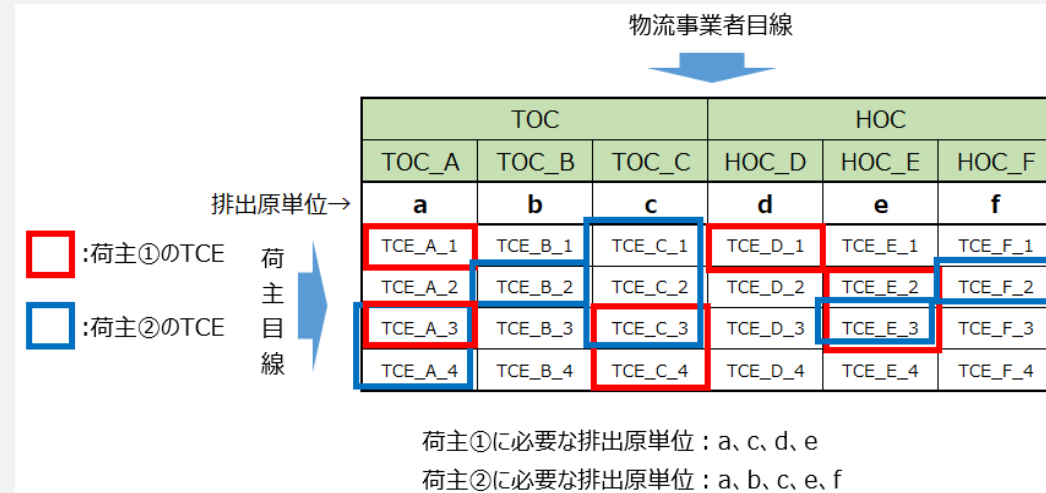 物流事業者目線
TOC HOC
TOC_A TOC_B TOC_C HOC_D HOC_E HOC_F
排出原単位→ a b c d e f
:荷主①のTCE
:荷主②のTCE
荷主目線
TCE_A_1 TCE_B_1 TCE_C_1 TCE_D_1 TCE_E_1 TCE_F_1
TCE_A_2 TCE_B_2 TCE_C_2 TCE_D_2 TCE_E_2 TCE_F_2
TCE_A_3 TCE_B_3 TCE_C_3 TCE_D_3 TCE_E_3 TCE_F_3
TCE_A_4 TCE_B_4 TCE_C_4 TCE_D_4 TCE_E_4 TCE_F_4
荷主①に必要な排出原単位：a、c、d、e
荷主②に必要な排出原単位：a、b、c、e、f